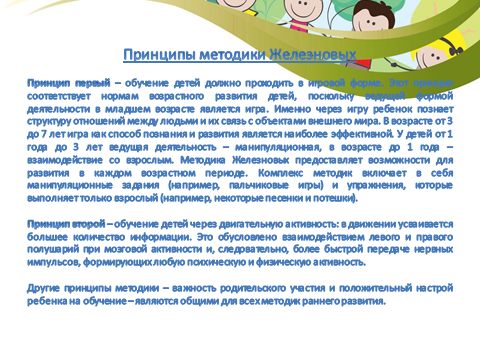 Принципы методики Железновых
Принцип первый – обучение детей должно проходить в игровой форме. Этот принцип
соответствует нормам возрастного развития детей, поскольку ведущей формой
деятельности в младшем возрасте является игра. Именно через игру ребенок познает
структуру отношений между людьми и их связь с объектами внешнего мира. В возрасте от 3
до 7 лет игра как способ познания и развития является наиболее эффективной. У детей от 1
года до 3 лет ведущая деятельность – манипуляционная, в возрасте до 1 года –
взаимодействие со взрослым. Методика Железновых предоставляет возможности для
развития в каждом возрастном периоде. Комплекс методик включает в себя
манипуляционные задания (например, пальчиковые игры) и упражнения, которые
выполняет только взрослый (например, некоторые песенки и потешки).
Принцип второй – обучение детей через двигательную активность: в движении усваивается
большее количество информации. Это обусловлено взаимодействием левого и правого
полушарий при мозговой активности и, следовательно, более быстрой передаче нервных
импульсов, формирующих любую психическую и физическую активность.
Другие принципы методики – важность родительского участия и положительный настрой
ребенка на обучение – являются общими для всех методик раннего развития.